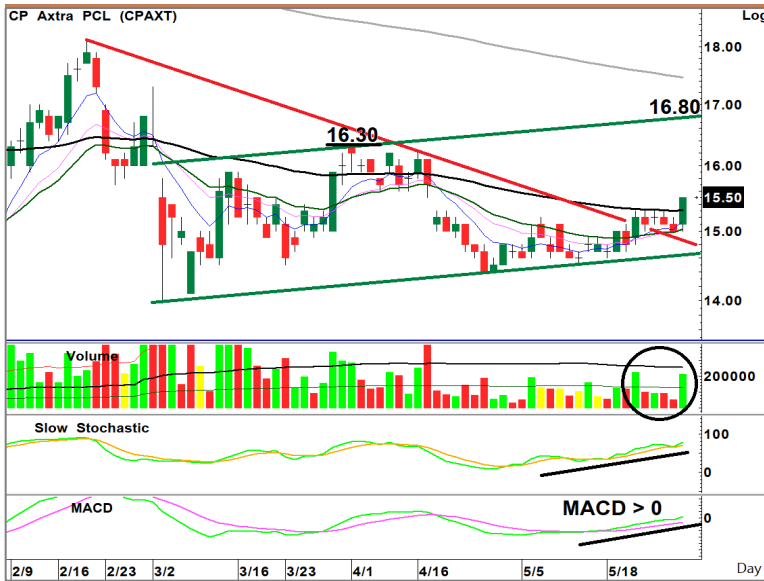 CP Axtra PCL (CPAXT)
Log
18.00
17.00
16.80
16.30
16.00
15.50
15.00
14.00
Volume
200000
Slow Stochastic
100
0
MACD
MACD > 0
0
2/9 2/16 2/23 3/2 3/16 3/23 4/1 4/16 5/5 5/18 Day